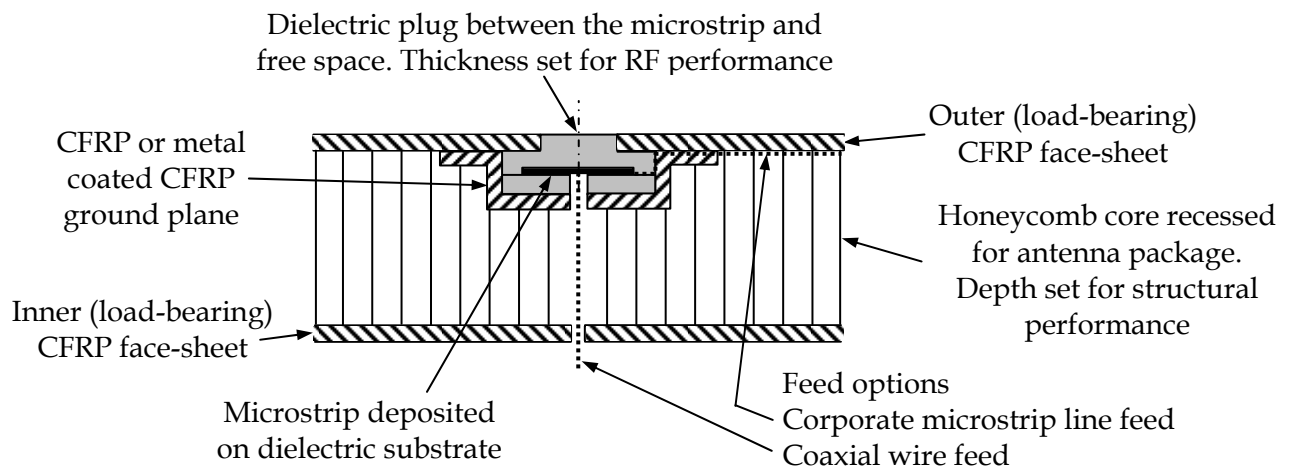 Dielectric plug between the microstrip and
free space. Thickness set for RF performance
CFRP or metal
coated CFRP
ground plane
Outer (load-bearing)
CFRP face-sheet
Honeycomb core recessed
for antenna package.
Depth set for structural
performance
Inner (load-bearing)
CFRP face-sheet
Microstrip deposited
on dielectric substrate
Feed options
Corporate microstrip line feed
Coaxial wire feed